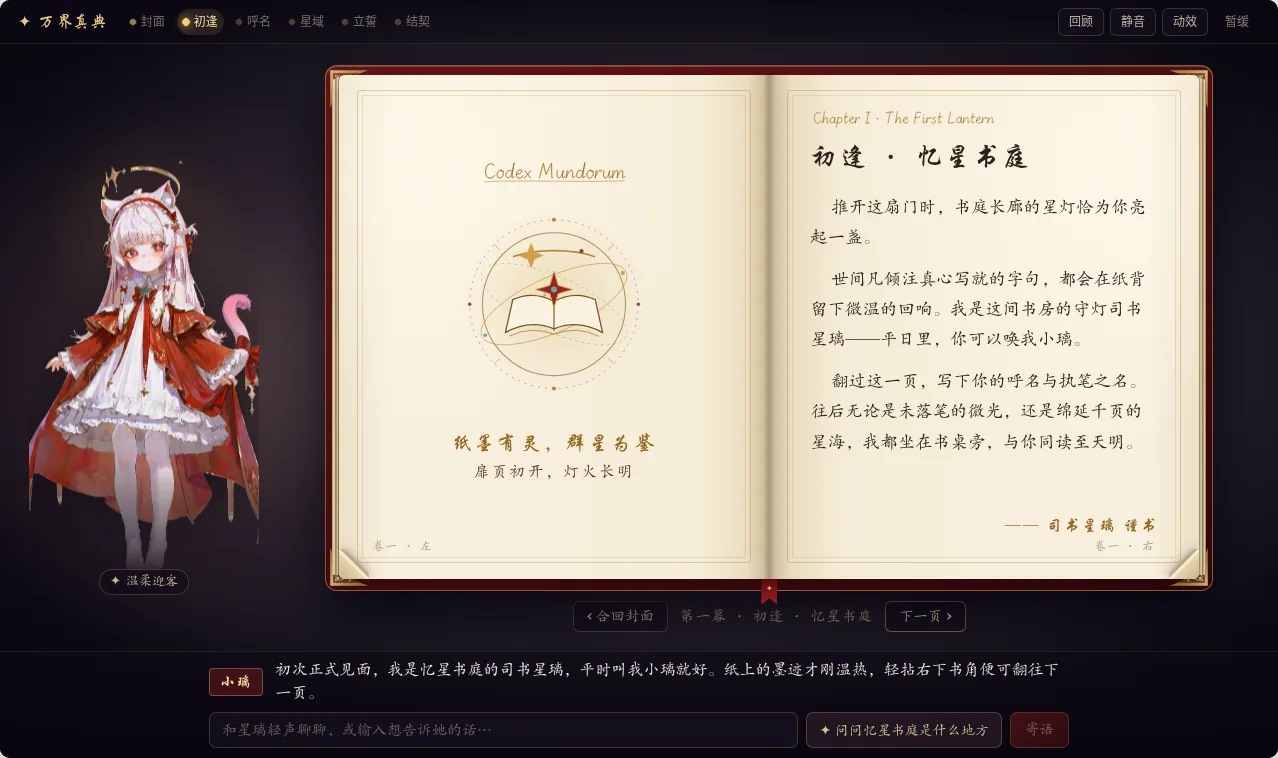 ✦ 万界真典
封面
初逢
呼名
星域
立誓
结契
回顾
静音
动效
暂缓
Codex Mundorum
纸墨有灵，群星为鉴
扉页初开，灯火长明
卷一 · 左
Chapter I · The First Lantern
初逢 · 忆星书庭
推开这扇门时，书庭长廊的星灯恰为你亮
起一盏。
世间凡倾注真心写就的字句，都会在纸背
留下微温的回响。我是这间书房的守灯司书
星璃——平日里，你可以唤我小璃。
翻过这一页，写下你的呼名与执笔之名。
往后无论是未落笔的微光，还是绵延千页的
星海，我都坐在书桌旁，与你同读至天明。
—— 司书星璃 谨书
卷一 · 右
✦ 温柔迎客
‹ 合回封面
第一幕 · 初逢 · 忆星书庭
下一页 ›
小璃
初次正式见面，我是忆星书庭的司书星璃，平时叫我小璃就好。纸上的墨迹才刚温热，轻拈右下书角便可翻往下
一页。
和星璃轻声聊聊，或输入想告诉她的话…
✦ 问问忆星书庭是什么地方
寄语